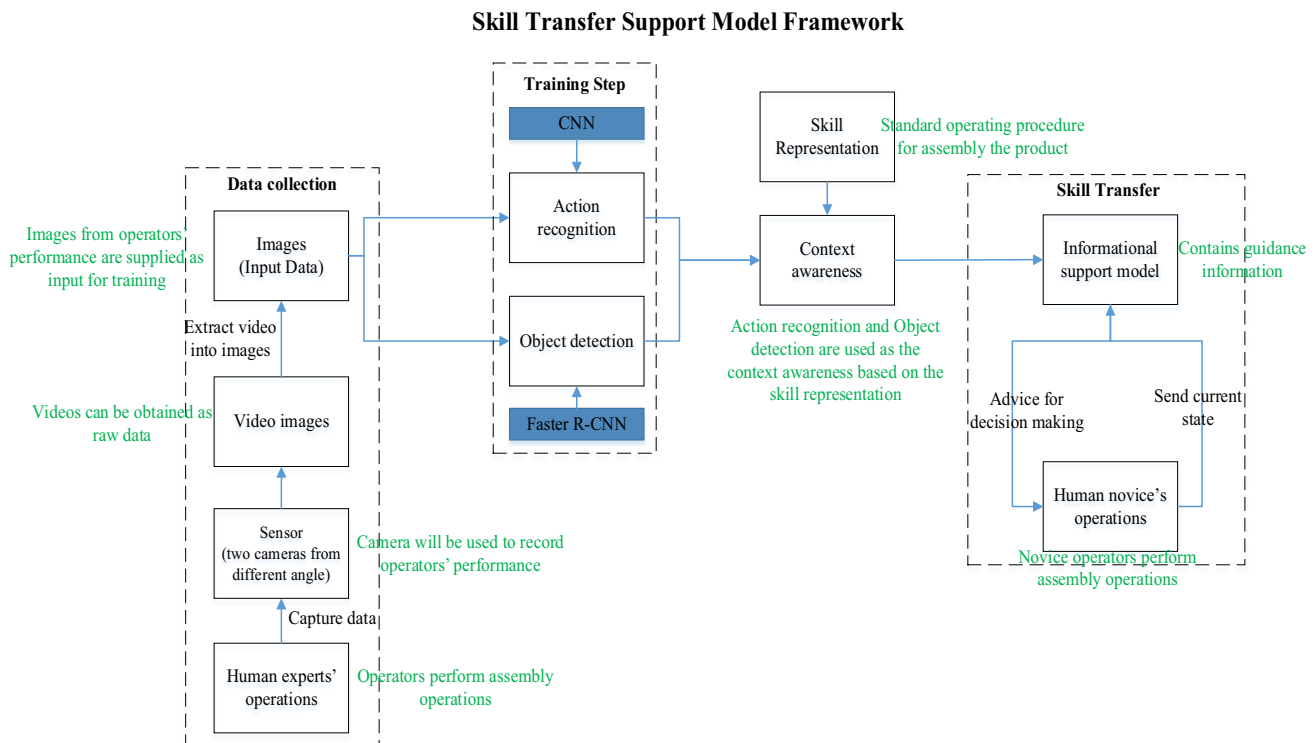 Skill Transfer Support Model Framework
Training Step
CNN
Action
recognition
Object detection
Faster R-CNN
Skill
Representation
Standard operating procedure
for assembly the product
Data collection
Images
(Input Data)
Images from operators’
performance are supplied as
input for training
Extract video
into images
Video images
Videos can be obtained as
raw data
Sensor
(two cameras from
different angle)
Camera will be used to record
operators’ performance
Capture data
Human experts’
operations
Operators perform assembly
operations
Context
awareness
Action recognition and Object
detection are used as the
context awareness based on the
skill representation
Skill Transfer
Informational
support model
Contains guidance
information
Advice for
decision making
Send current
state
Human novice’s
operations
Novice operators perform
assembly operations